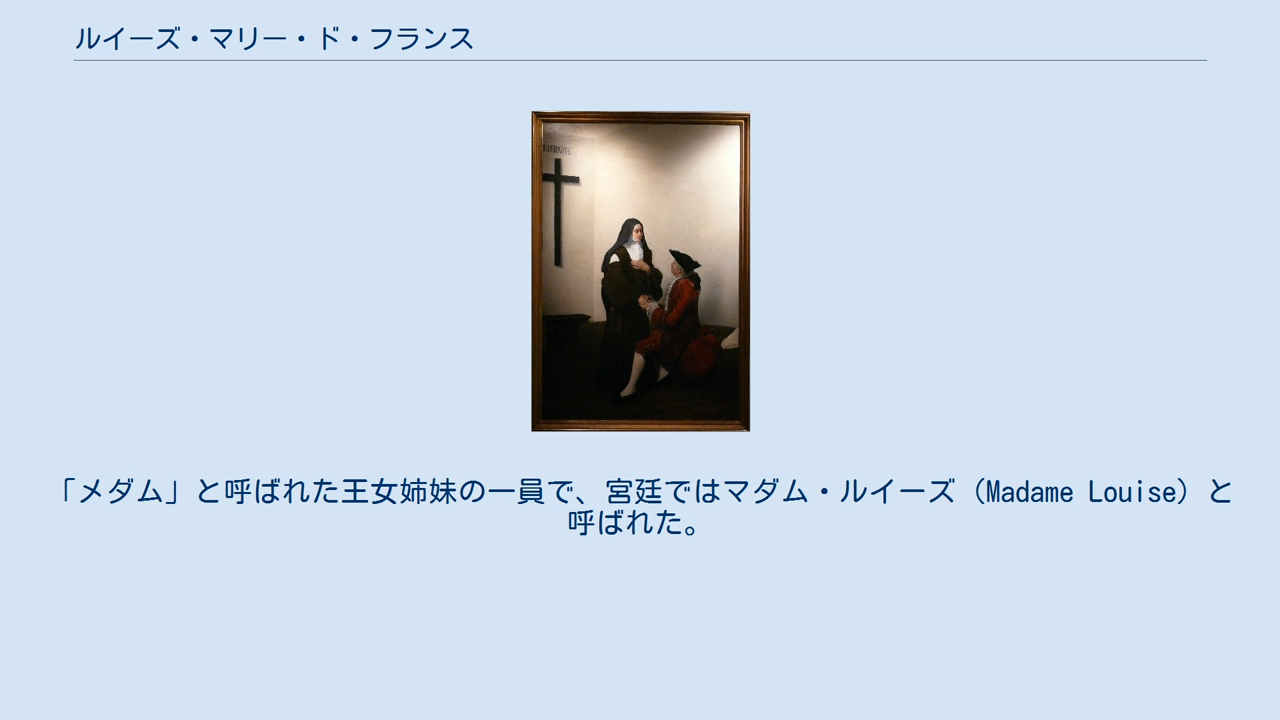 ルイーズ・マリー・ド・フランス
ETERNITE
「メダム」と呼ばれた王女姉妹の一員で、宮廷ではマダム・ルイーズ（Madame Louise）と
呼ばれた。